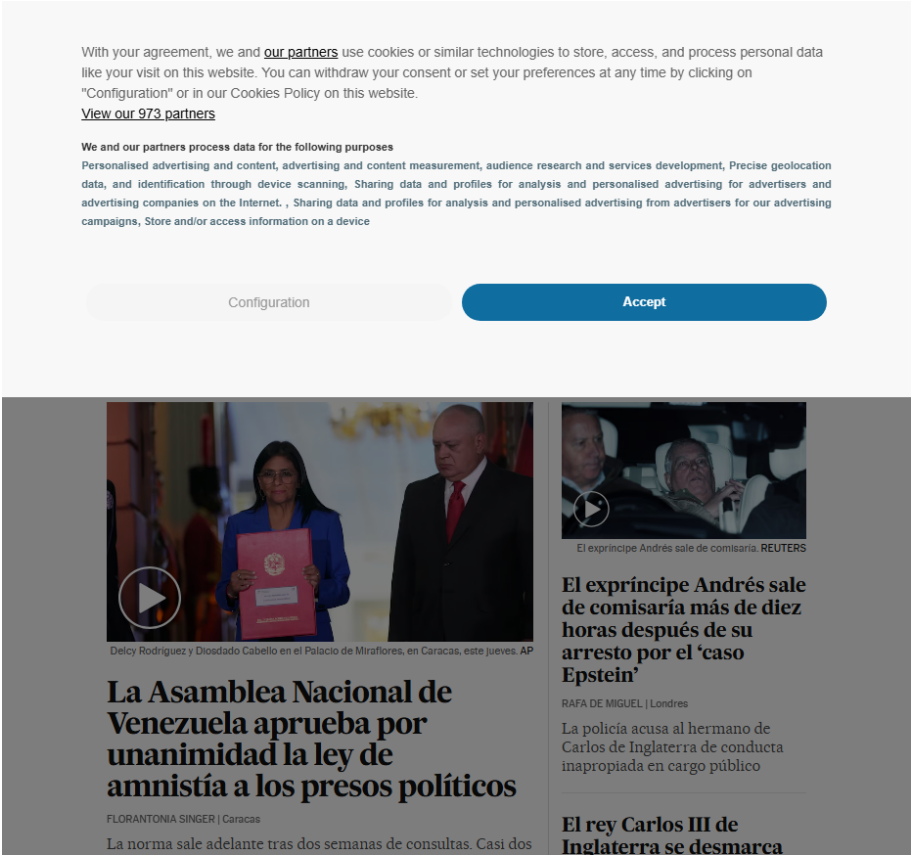 With your agreement, we and our partners use cookies or similar technologies to store, access, and process personal data
like your visit on this website. You can withdraw your consent or set your preferences at any time by clicking on
"Configuration" or in our Cookies Policy on this website.
View our 973 partners
We and our partners process data for the following purposes
Personalised advertising and content, advertising and content measurement, audience research and services development, Precise geolocation
data, and identification through device scanning, Sharing data and profiles for analysis and personalised advertising for advertisers and
advertising companies on the Internet. , Sharing data and profiles for analysis and personalised advertising from advertisers for our advertising
campaigns, Store and/or access information on a device
Configuration
Accept
Delcy Rodríguez y Diosdado Cabello en el Palacio de Miraflores, en Caracas, este jueves. AP
La Asamblea Nacional de
Venezuela aprueba por
unanimidad la ley de
amnistía a los presos políticos
FLORANTONIA SINGER | Caracas
La norma sale adelante tras dos semanas de consultas. Casi dos
El expríncipe Andrés sale de comisaría. REUTERS
El expríncipe Andrés sale
de comisaría más de diez
horas después de su
arresto por el ‘caso
Epstein’
RAFA DE MIGUEL | Londres
La policía acusa al hermano de
Carlos de Inglaterra de conducta
inapropiada en cargo público
El rey Carlos III de
Inglaterra se desmarca